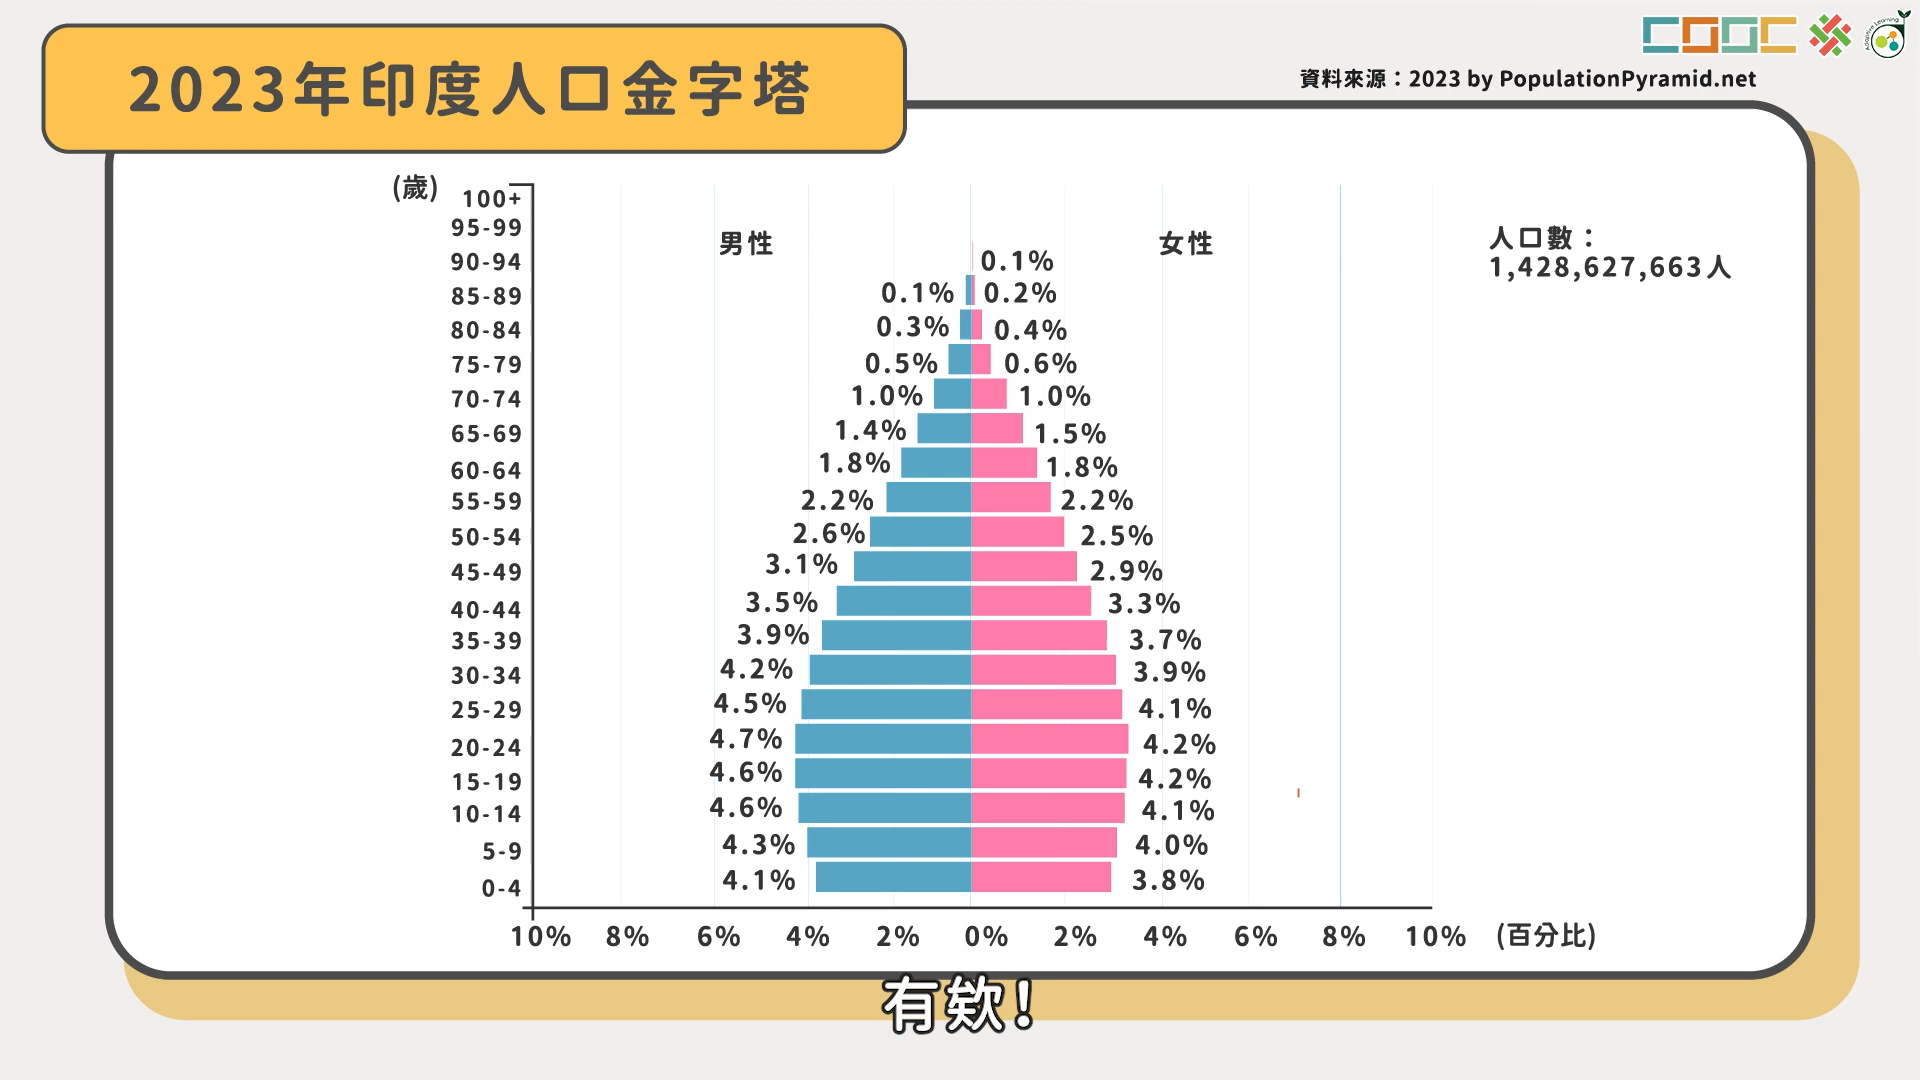 2023年印度人口金字塔
COOC
Adaptive Learning
資料來源：2023 by PopulationPyramid.net
(歲)
100+
95-99
男性
女性
人口數：
1,428,627,663人
90-94 0.1%
85-89 0.1% 0.2%
80-84 0.3% 0.4%
75-79 0.5% 0.6%
70-74 1.0% 1.0%
65-69 1.4% 1.5%
60-64 1.8% 1.8%
55-59 2.2% 2.2%
50-54 2.6% 2.5%
45-49 3.1% 2.9%
40-44 3.5% 3.3%
35-39 3.9% 3.7%
30-34 4.2% 3.9%
25-29 4.5% 4.1%
20-24 4.7% 4.2%
15-19 4.6% 4.2%
10-14 4.6% 4.1%
5-9 4.3% 4.0%
0-4 4.1% 3.8%
10% 8% 6% 4% 2% 0% 2% 4% 6% 8% 10% (百分比)
有欸！